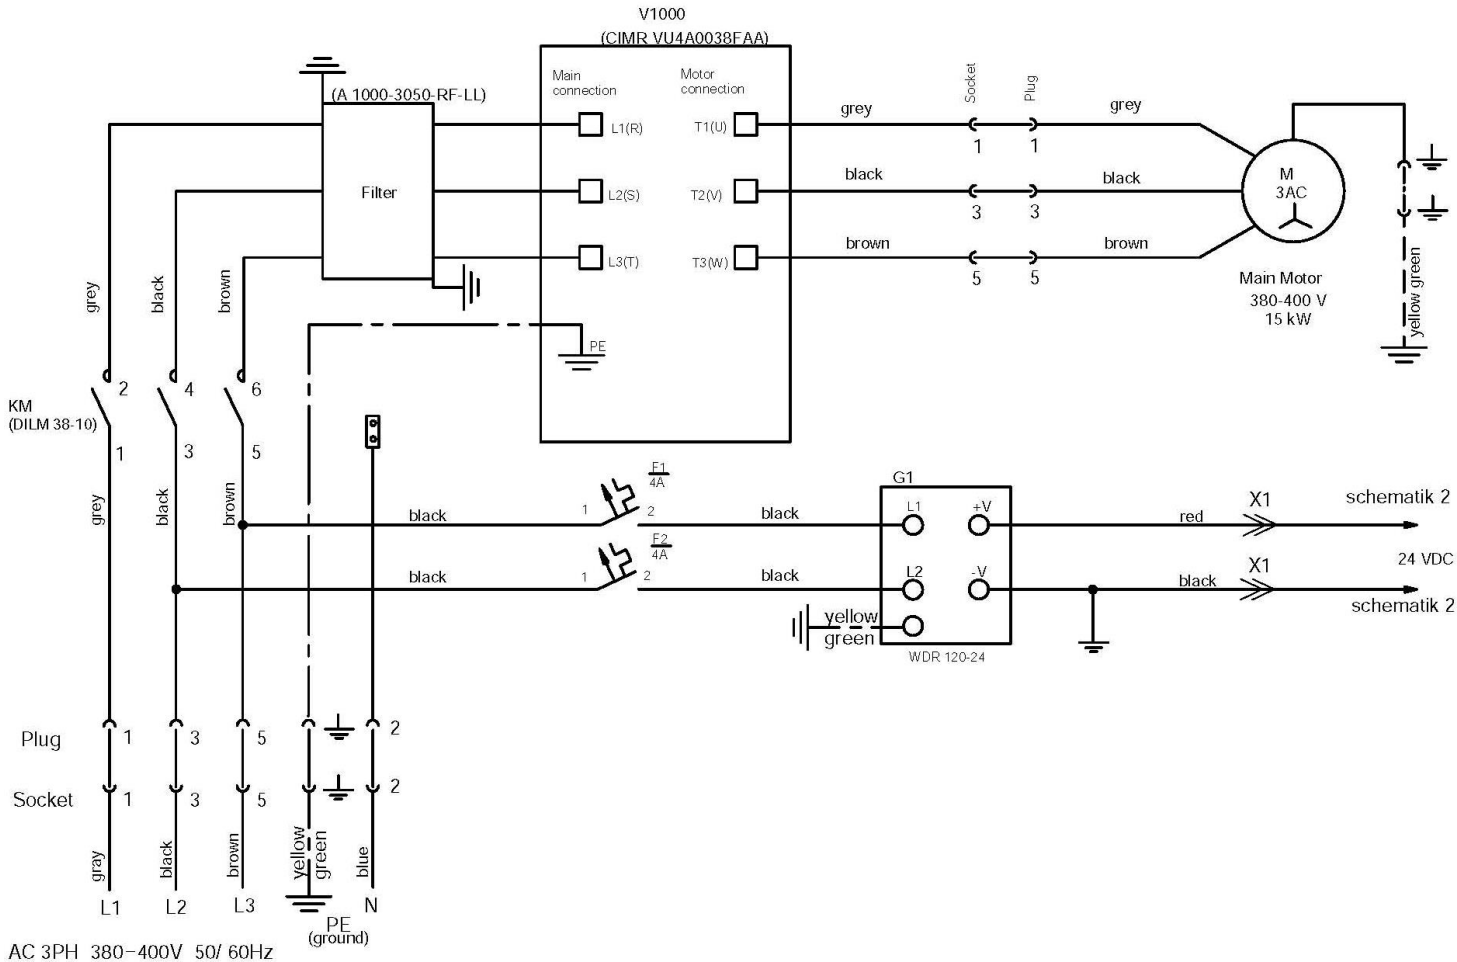 V1000
(CIMR VU4A0038FAA)
(A 1000-3050-RF-LL)
Main
connection
Motor
connection
Socket
Plug
grey
grey
L1(R)
T1(U)
1
1
black
black
Filter
L2(S)
T2(V)
3
3
M
3AC
brown
brown
L3(T)
T3(W)
5
5
Main Motor
380-400 V
15 kW
yellow green
grey
black
brown
PE
KM
(DILM 38-10)
2
4
6
1
3
5
grey
black
brown
F1
4A
black
1
2
black
G1
L1
+V
red
X1
schematik 2
F2
4A
black
1
2
black
L2
-V
black
X1
24 VDC
schematik 2
yellow
green
WDR 120-24
Plug
1
3
5
2
Socket
1
3
5
2
gray
black
brown
yellow
green
blue
L1
L2
L3
PE
(ground)
N
AC 3PH 380-400V 50/ 60Hz